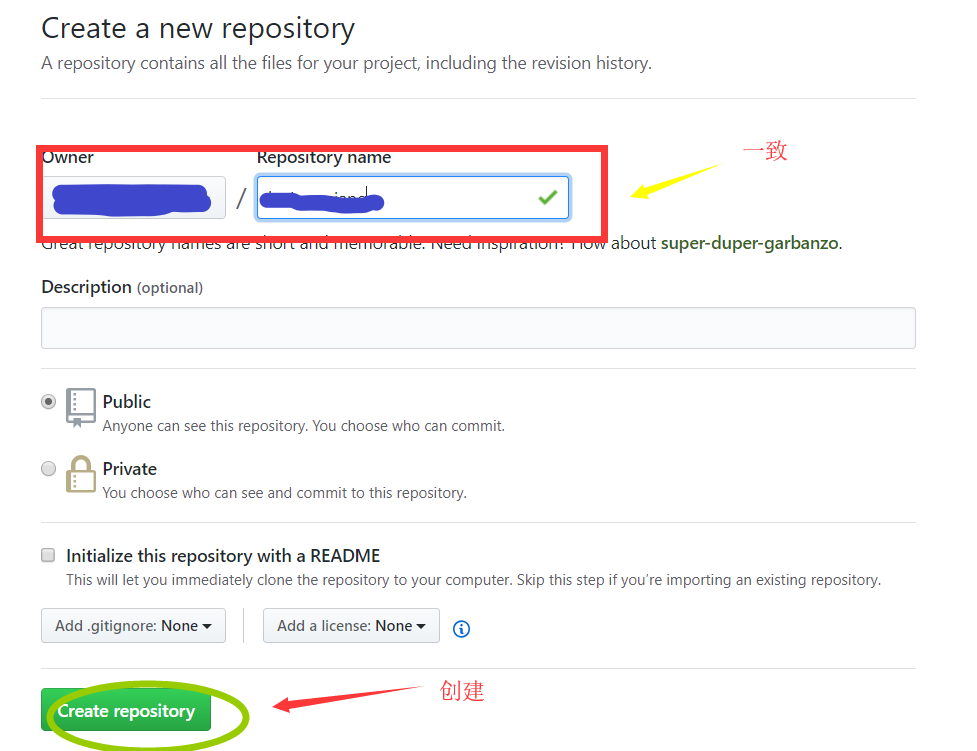 Create a new repository
A repository contains all the files for your project, including the revision history.
Owner
Repository name
一致
/
Great repository names are short and memorable. Need inspiration? How about super-duper-garbanzo.
Description (optional)
Public
Anyone can see this repository. You choose who can commit.
Private
You choose who can see and commit to this repository.
Initialize this repository with a README
This will let you immediately clone the repository to your computer. Skip this step if you’re importing an existing repository.
Add .gitignore: None
Add a license: None
i
创建
Create repository